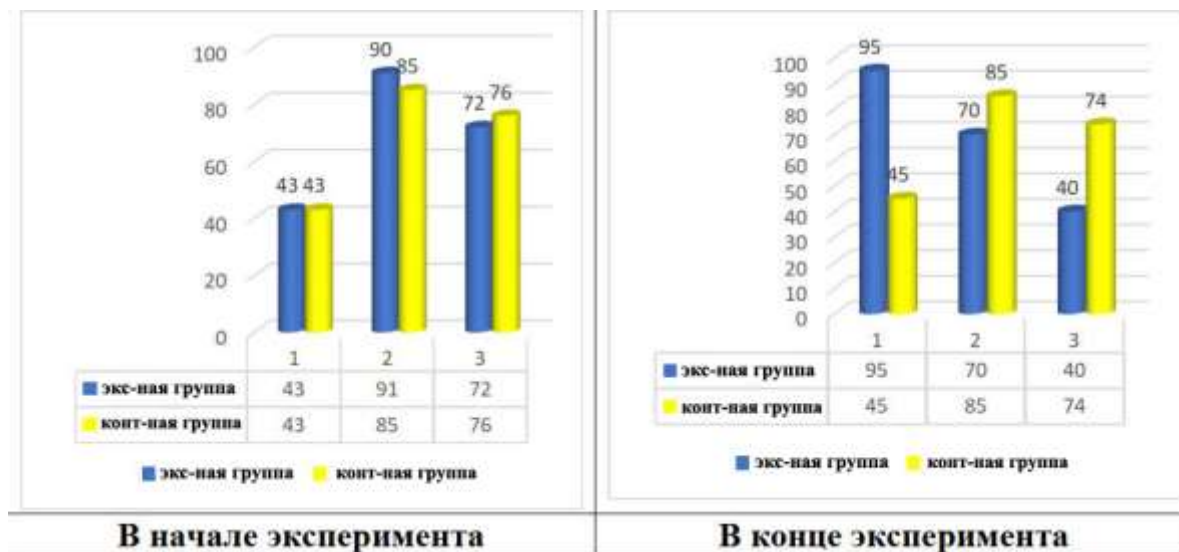 100
80
60
40
20
0
43 43
90 85
72 76
1 2 3
экс-ная группа 43 91 72
конт-ная группа 43 85 76
экс-ная группа конт-ная группа
В начале эксперимента
100
90
80
70
60
50
40
30
20
10
0
95 45
70 85
40 74
1 2 3
экс-ная группа 95 70 40
конт-ная группа 45 85 74
экс-ная группа конт-ная группа
В конце эксперимента